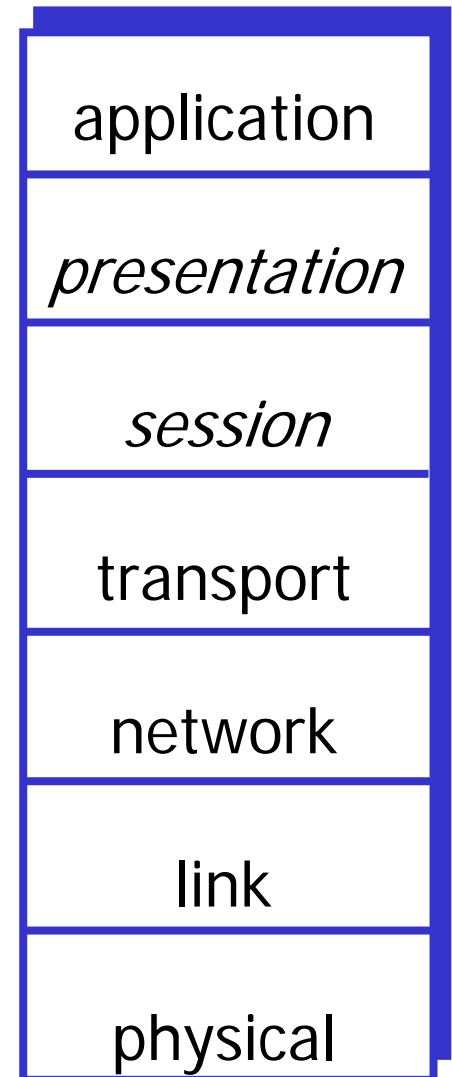 application
presentation
session
transport
network
link
physical